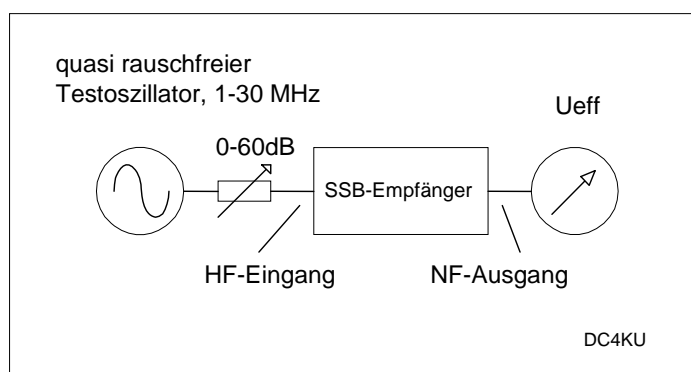 quasi rauschfreier
Testoszillator, 1-30 MHz
Ueff
0-60dB
SSB-Empfänger
HF-Eingang
NF-Ausgang
DC4KU